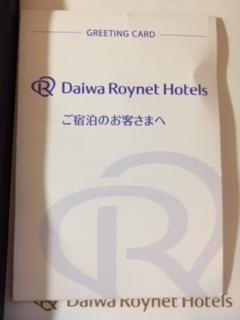 GREETING CARD
Daiwa Roynet Hotels
ご宿泊のお客さまへ
Daiwa Roynet Hotels